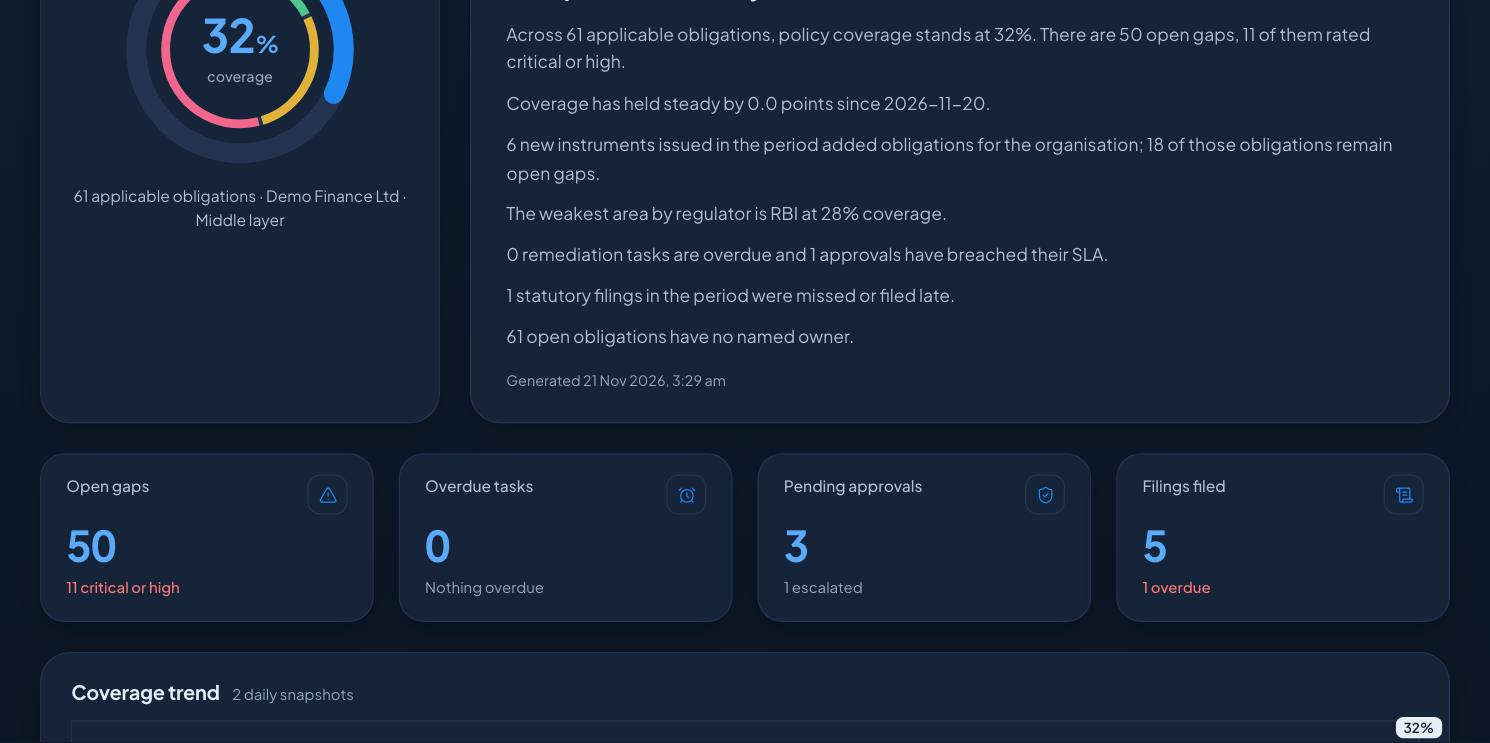 32%
coverage
61 applicable obligations · Demo Finance Ltd ·
Middle layer
Across 61 applicable obligations, policy coverage stands at 32%. There are 50 open gaps, 11 of them rated
critical or high.
Coverage has held steady by 0.0 points since 2026-11-20.
6 new instruments issued in the period added obligations for the organisation; 18 of those obligations remain
open gaps.
The weakest area by regulator is RBI at 28% coverage.
0 remediation tasks are overdue and 1 approvals have breached their SLA.
1 statutory filings in the period were missed or filed late.
61 open obligations have no named owner.
Generated 21 Nov 2026, 3:29 am
Open gaps
50
11 critical or high
Overdue tasks
0
Nothing overdue
Pending approvals
3
1 escalated
Filings filed
5
1 overdue
Coverage trend 2 daily snapshots
32%